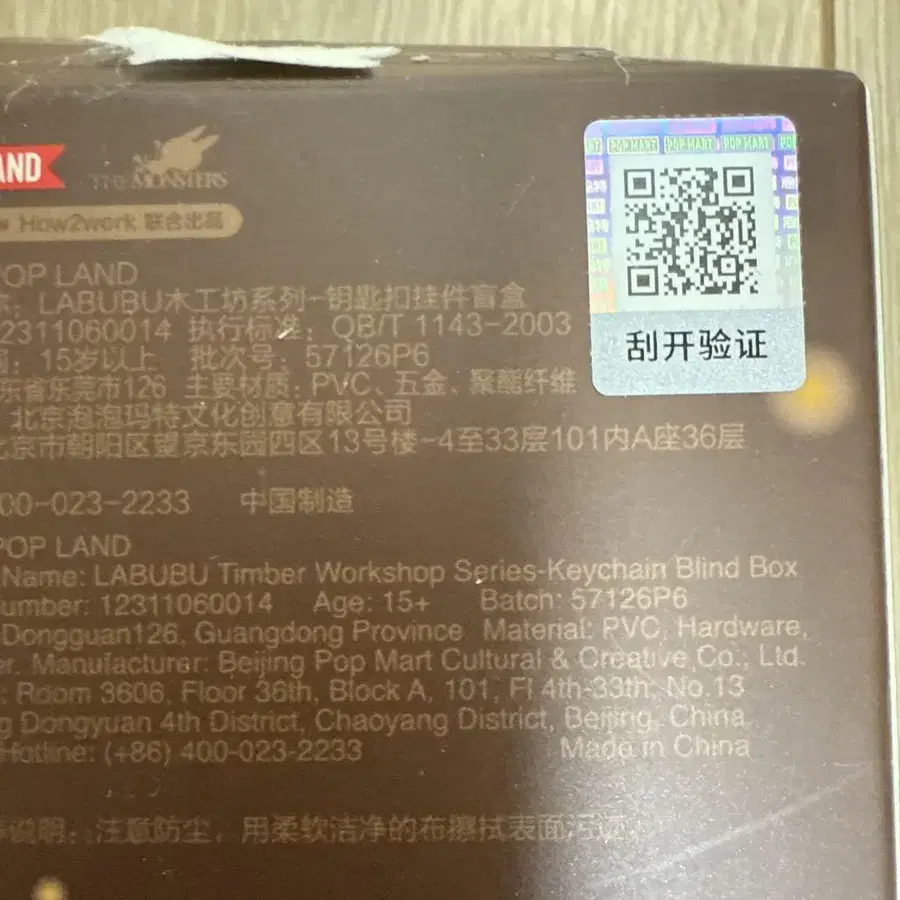 AND
THE MONSTERS
How2work 联合出品
POP MART POP MART POP MART
刮开验证
POP LAND
LABUBU木工坊系列-钥匙扣挂件盲盒
12311060014 执行标准：QB/T 1143-2003
15岁以上 批次号：57126P6
东省东莞市126 主要材质：PVC、五金、聚酯纤维
北京泡泡玛特文化创意有限公司
北京市朝阳区望京东园四区13号楼-4至33层101内A座36层
400-023-2233 中国制造
POP LAND
Name: LABUBU Timber Workshop Series-Keychain Blind Box
umber: 12311060014 Age: 15+ Batch: 57126P6
Dongguan126, Guangdong Province Material: PVC, Hardware,
er. Manufacturer: Beijing Pop Mart Cultural & Creative Co., Ltd.
: Room 3606, Floor 36th, Block A, 101, Fl 4th-33th, No.13
g Dongyuan 4th District, Chaoyang District, Beijing, China
Hotline: (+86) 400-023-2233 Made in China
说明：注意防尘，用柔软洁净的布擦拭表面污